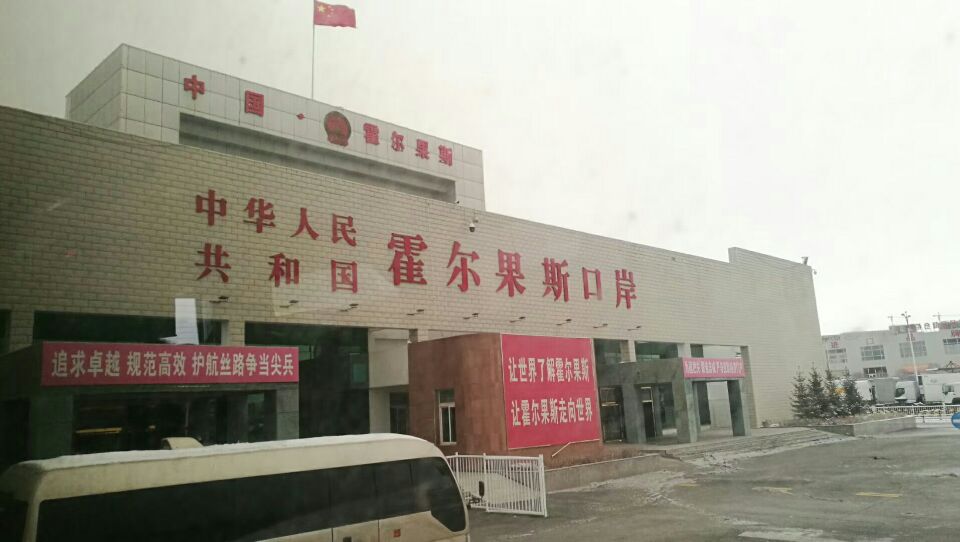 中国·霍尔果斯
中华人民
共和国
霍尔果斯口岸
追求卓越 规范高效 护航丝路争当尖兵
让世界了解霍尔果斯
让霍尔果斯走向世界